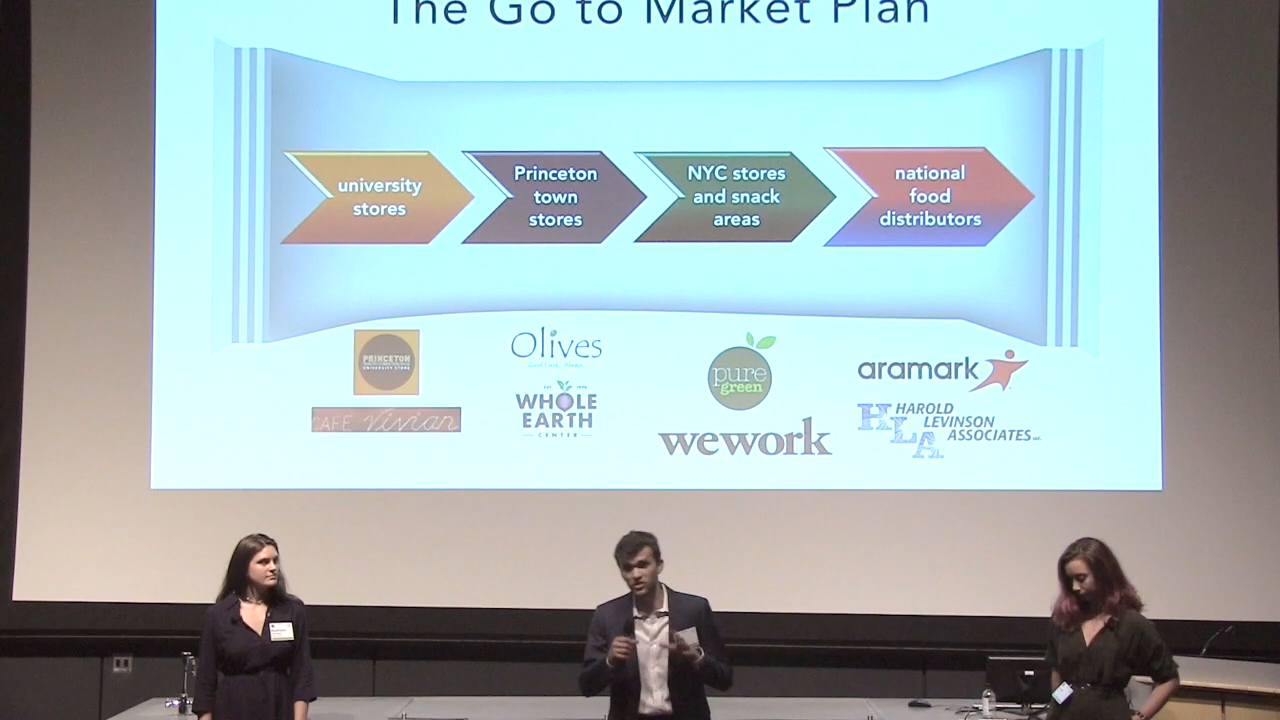 The Go to Market Plan
university
stores
Princeton
town
stores
NYC stores
and snack
areas
national
food
distributors
PRINCETON
UNIVERSITY STORE
CAFE Vivian
Olives
WHOLE
EARTH
CENTER
pure
green
wework
aramark
HLA
HAROLD
LEVINSON
ASSOCIATES